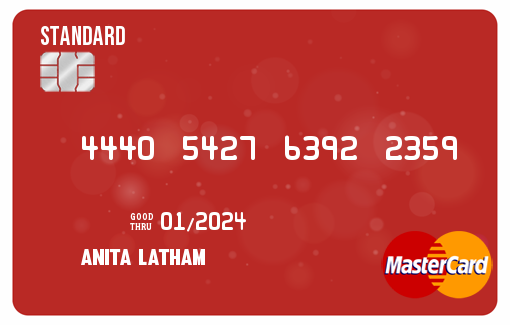 STANDARD
4440 5427 6392 2359
GOOD THRU 01/2024
ANITA LATHAM
MasterCard